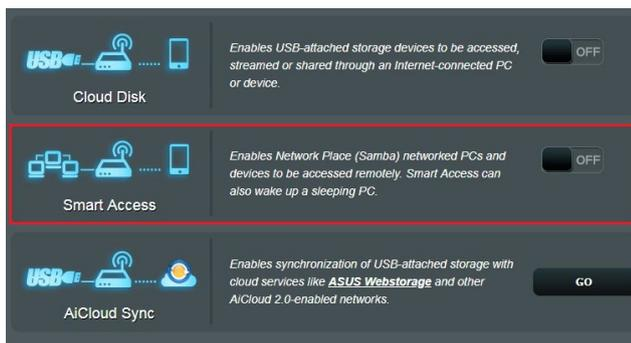 USB
Cloud Disk
Enables USB-attached storage devices to be accessed,
streamed or shared through an Internet-connected PC
or device.
OFF
Smart Access
Enables Network Place (Samba) networked PCs and
devices to be accessed remotely. Smart Access can
also wake up a sleeping PC.
OFF
USB
AiCloud Sync
Enables synchronization of USB-attached storage with
cloud services like ASUS Webstorage and other
AiCloud 2.0-enabled networks.
GO